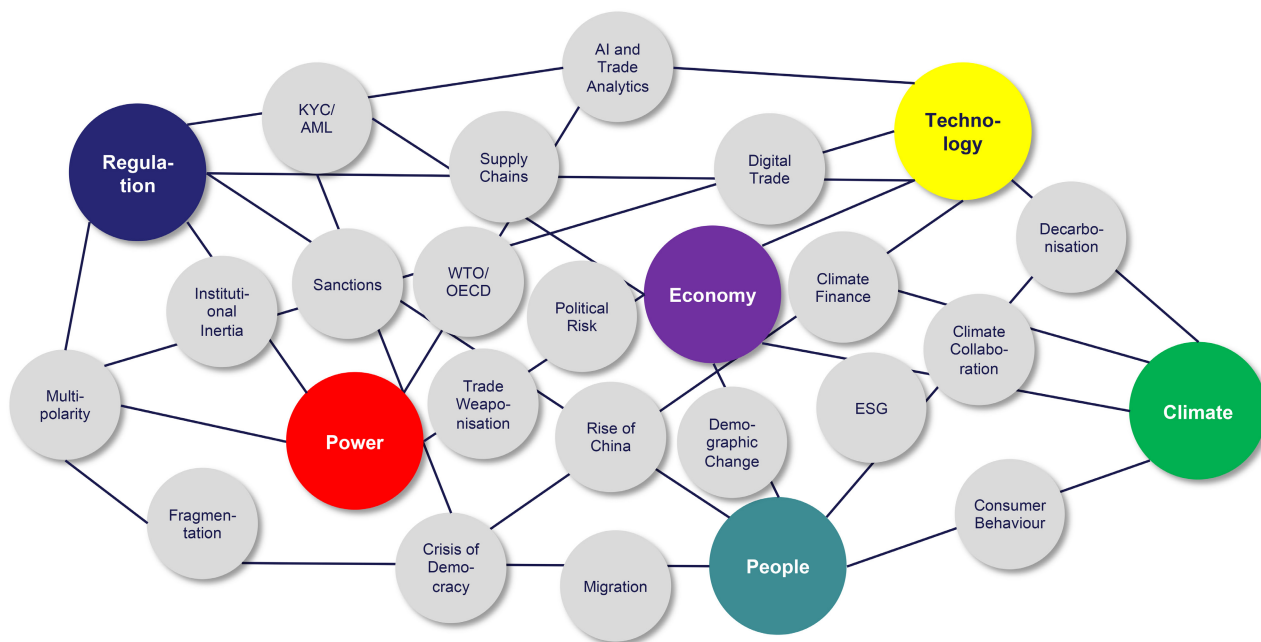 AI and
Trade
Analytics
KYC/
AML
Techno-
logy
Regula-
tion
Supply
Chains
Digital
Trade
Decarbo-
nisation
Instituti-
onal
Inertia
Sanctions
WTO/
OECD
Political
Risk
Economy
Climate
Finance
Climate
Collabo-
ration
Multi-
polarity
Power
Trade
Weapo-
nisation
Rise of
China
Demo-
graphic
Change
ESG
Climate
Fragmen-
tation
Crisis of
Demo-
cracy
Migration
People
Consumer
Behaviour